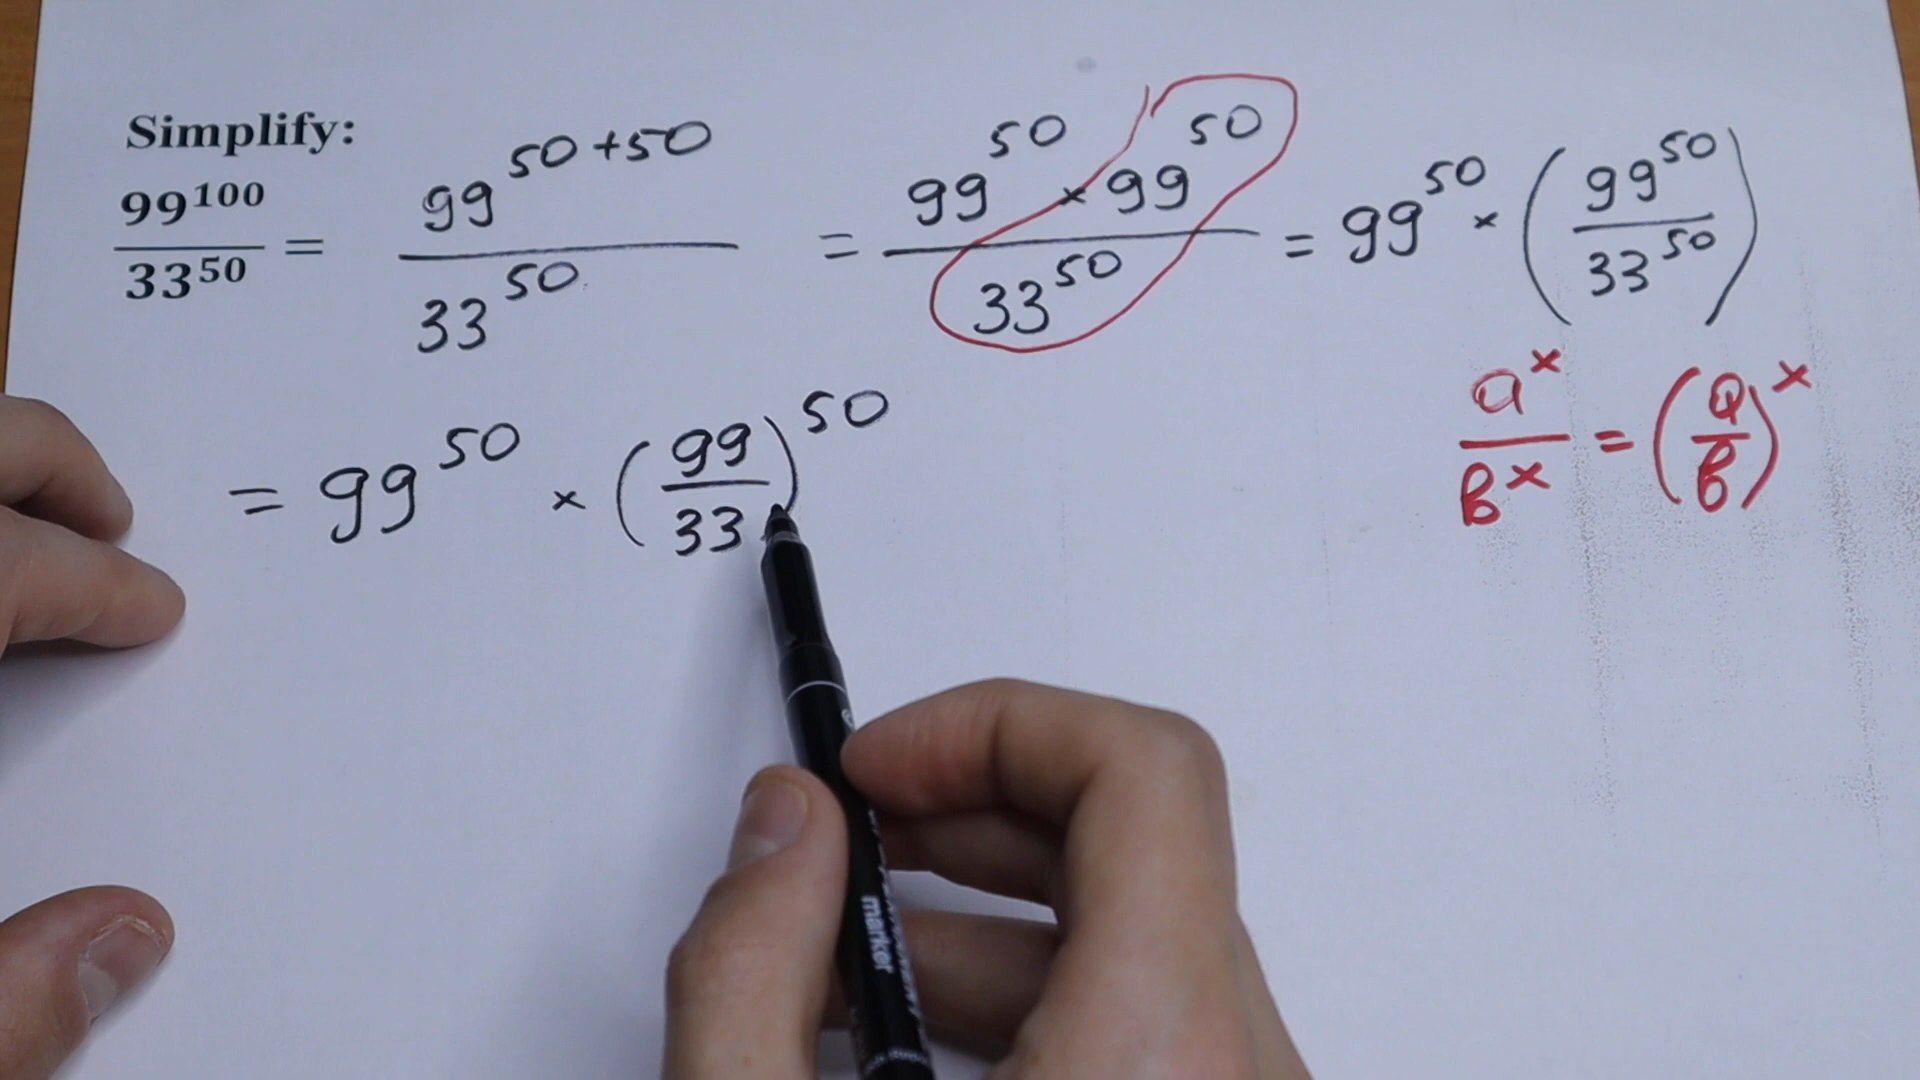 Simplify:
99^100 / 33^50 = 99^(50+50) / 33^50 = 99^50 × 99^50 / 33^50 = 99^50 × (99^50 / 33^50)
a^x / B^x = (a / B)^x
= 99^50 × (99 / 33)^50
marker